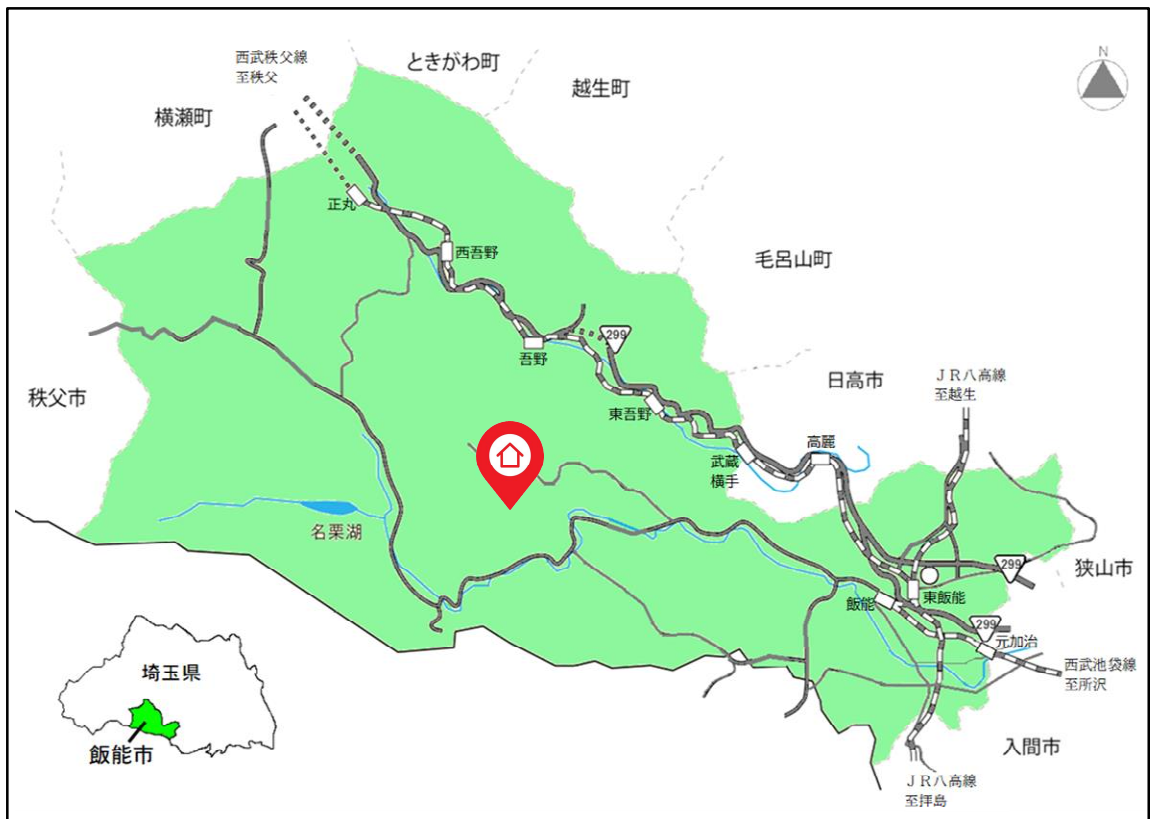 西武秩父線
至秩父
ときがわ町
越生町
N
横瀬町
正丸
西吾野
毛呂山町
299
吾野
日高市
ＪＲ八高線
至越生
秩父市
東吾野
高麗
武蔵
横手
名栗湖
299
狭山市
飯能
東飯能
299
元加治
西武池袋線
至所沢
埼玉県
飯能市
入間市
ＪＲ八高線
至拝島